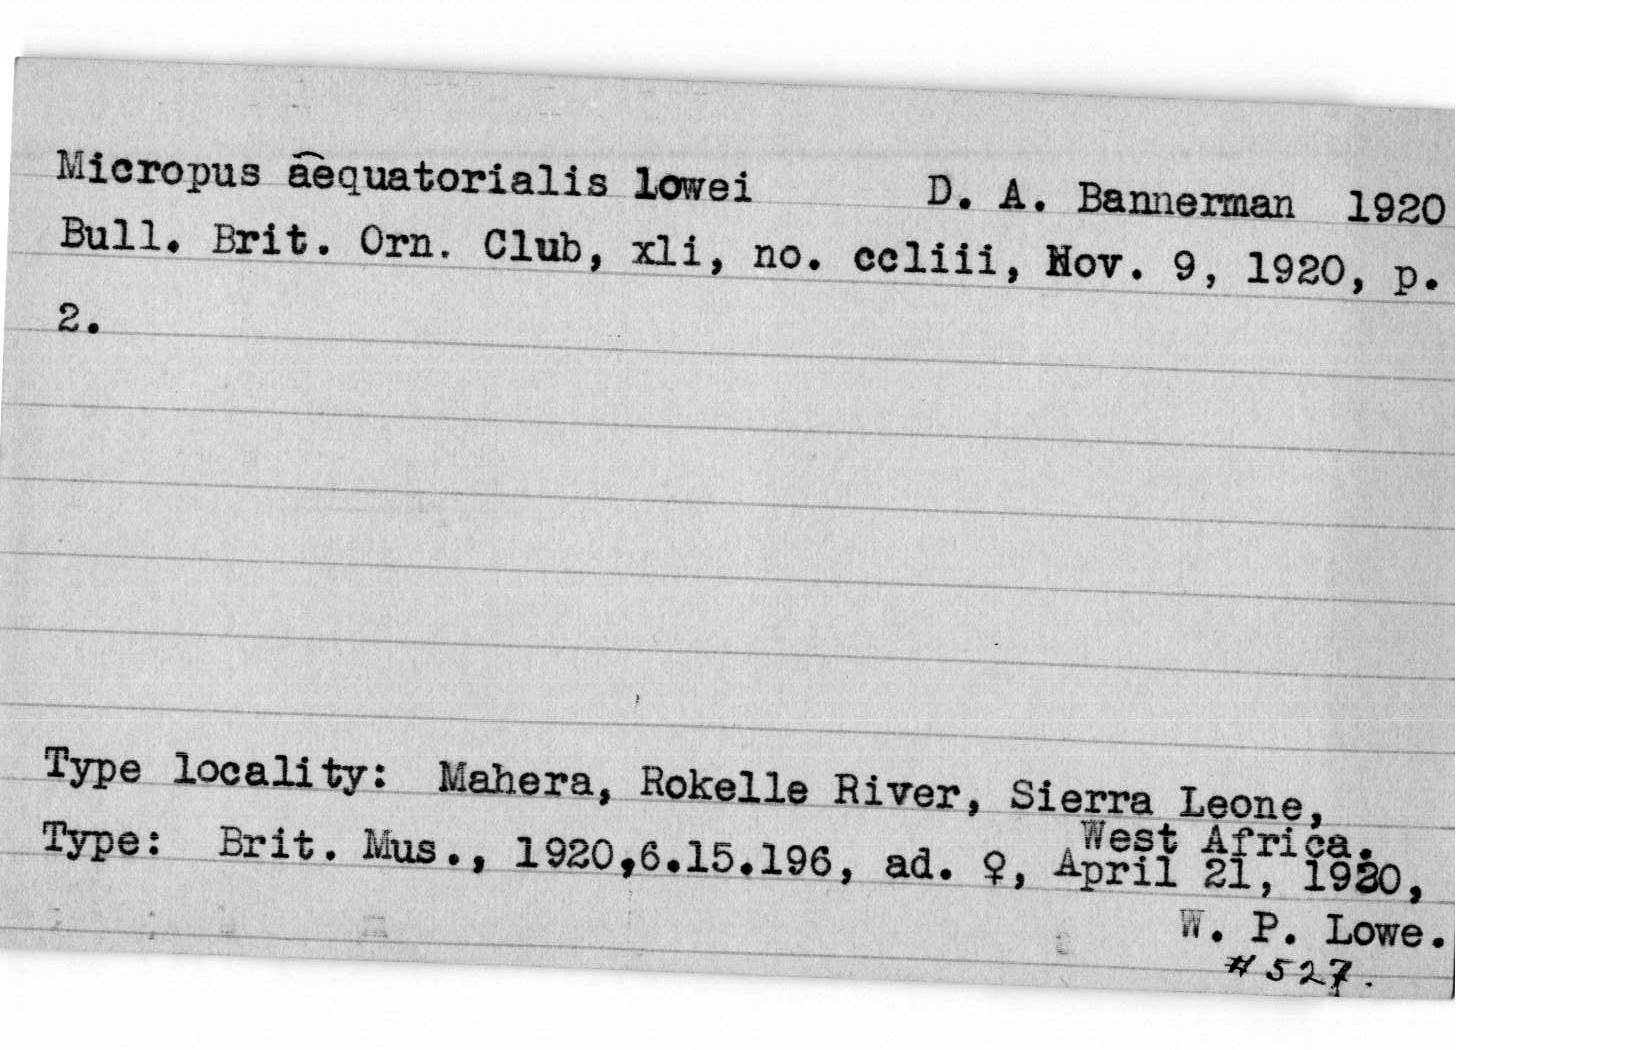 Micropus a͡equatorialis lowei D. A. Bannerman 1920
Bull. Brit. Orn. Club, xli, no. ccliii, Nov. 9, 1920, p.
2.
Type locality: Mahera, Rokelle River, Sierra Leone,
West Africa.
Type: Brit. Mus., 1920,6.15.196, ad. ♀, April 21, 1920,
W. P. Lowe.
#527.